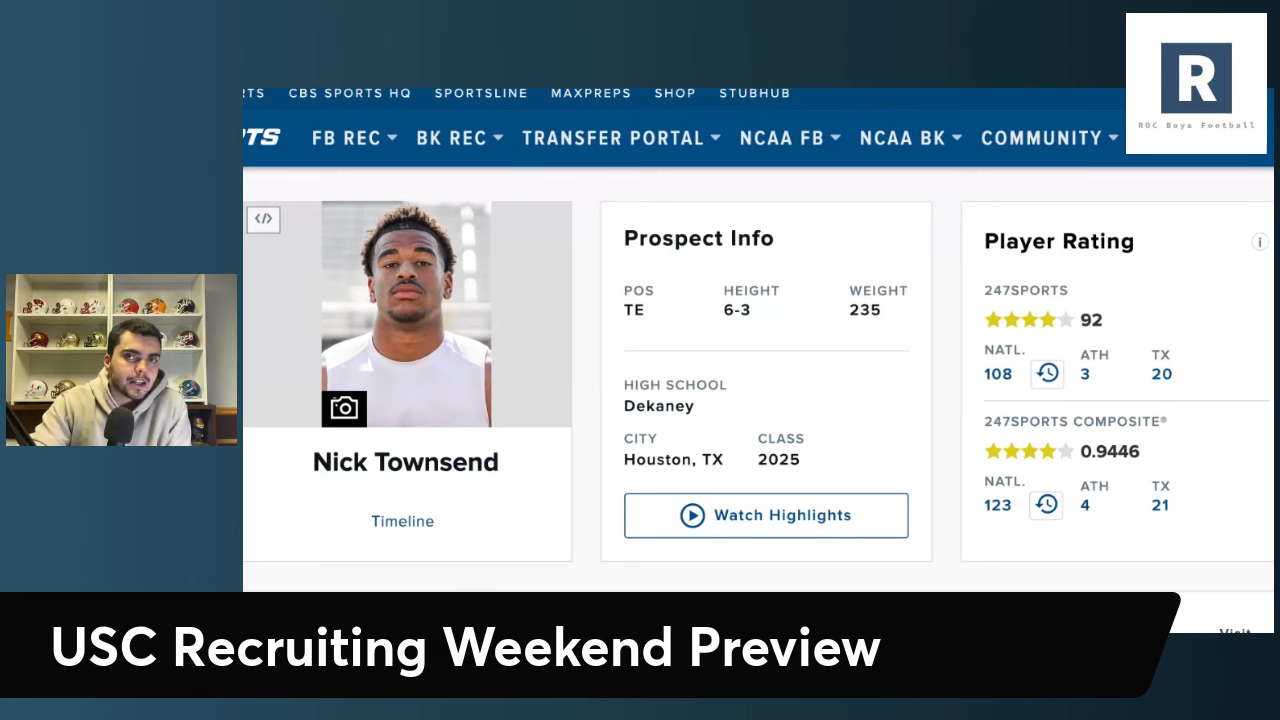 RTS CBS SPORTS HQ SPORTSLINE MAXPREPS SHOP STUBHUB
R
ROC Boys Football
TS FB REC BK REC TRANSFER PORTAL NCAA FB NCAA BK COMMUNITY
</>
Nick Townsend
Timeline
Prospect Info
POS HEIGHT WEIGHT
TE 6-3 235
HIGH SCHOOL
Dekaney
CITY CLASS
Houston, TX 2025
Watch Highlights
Player Rating
i
247SPORTS
92
NATL. ATH TX
108 3 20
247SPORTS COMPOSITE®
0.9446
NATL. ATH TX
123 4 21
Visit
USC Recruiting Weekend Preview